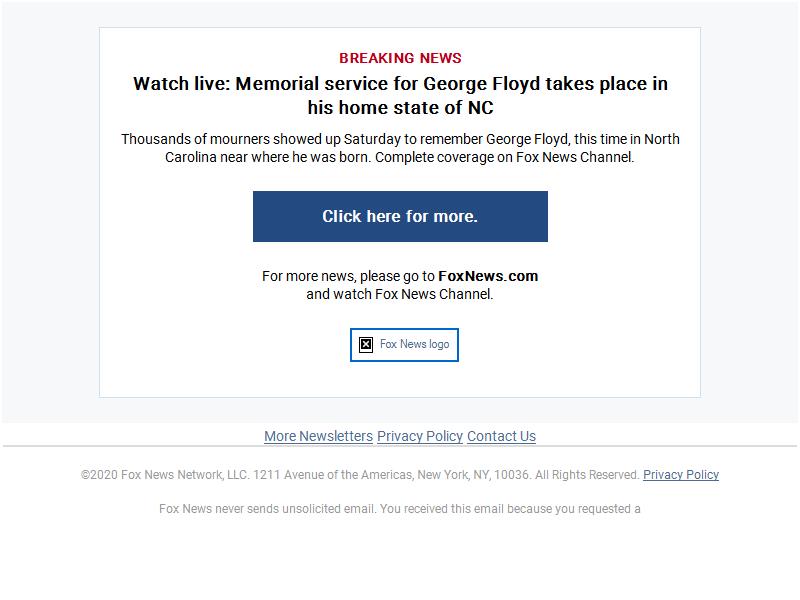 BREAKING NEWS
Watch live: Memorial service for George Floyd takes place in
his home state of NC
Thousands of mourners showed up Saturday to remember George Floyd, this time in North
Carolina near where he was born. Complete coverage on Fox News Channel.
Click here for more.
For more news, please go to FoxNews.com
and watch Fox News Channel.
Fox News logo
More Newsletters Privacy Policy Contact Us
©2020 Fox News Network, LLC. 1211 Avenue of the Americas, New York, NY, 10036. All Rights Reserved. Privacy Policy
Fox News never sends unsolicited email. You received this email because you requested a